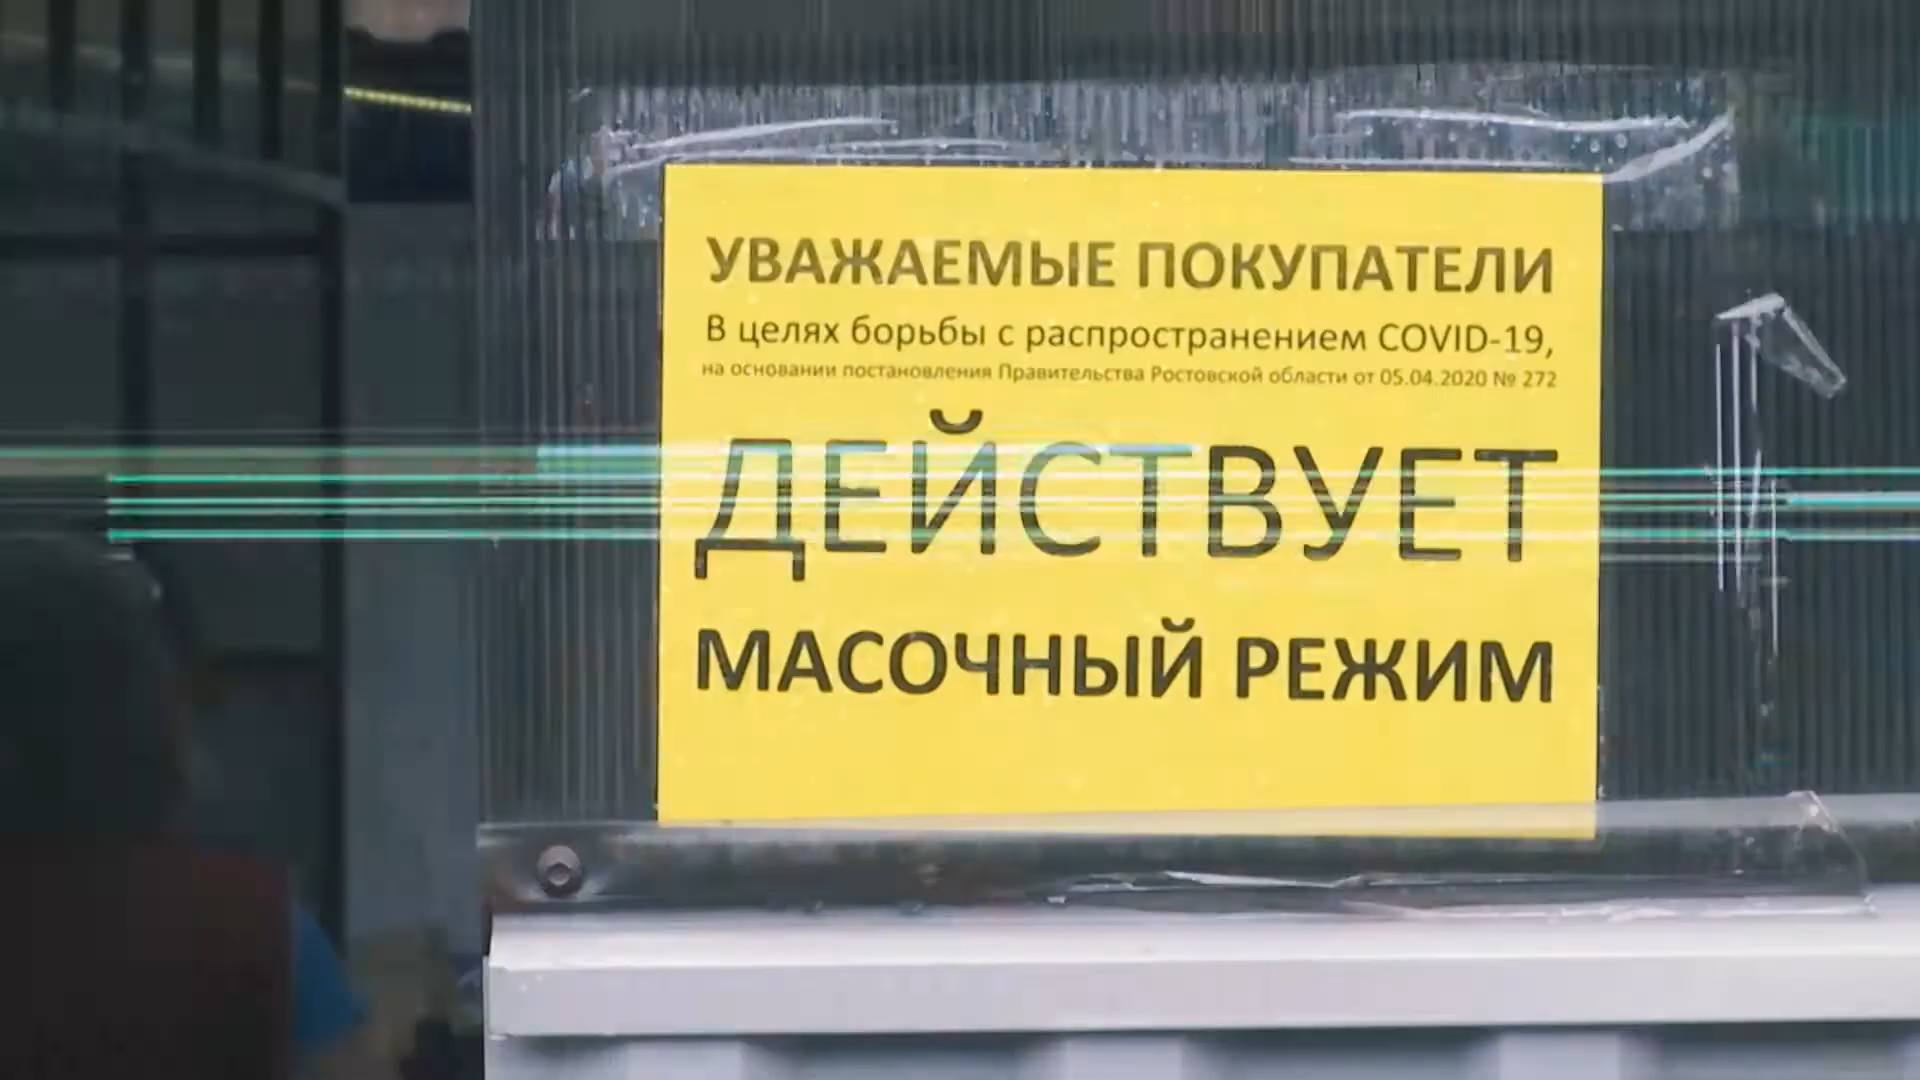 УВАЖАЕМЫЕ ПОКУПАТЕЛИ
В целях борьбы с распространением COVID-19,
на основании постановления Правительства Ростовской области от 05.04.2020 № 272
ДЕЙСТВУЕТ
МАСОЧНЫЙ РЕЖИМ